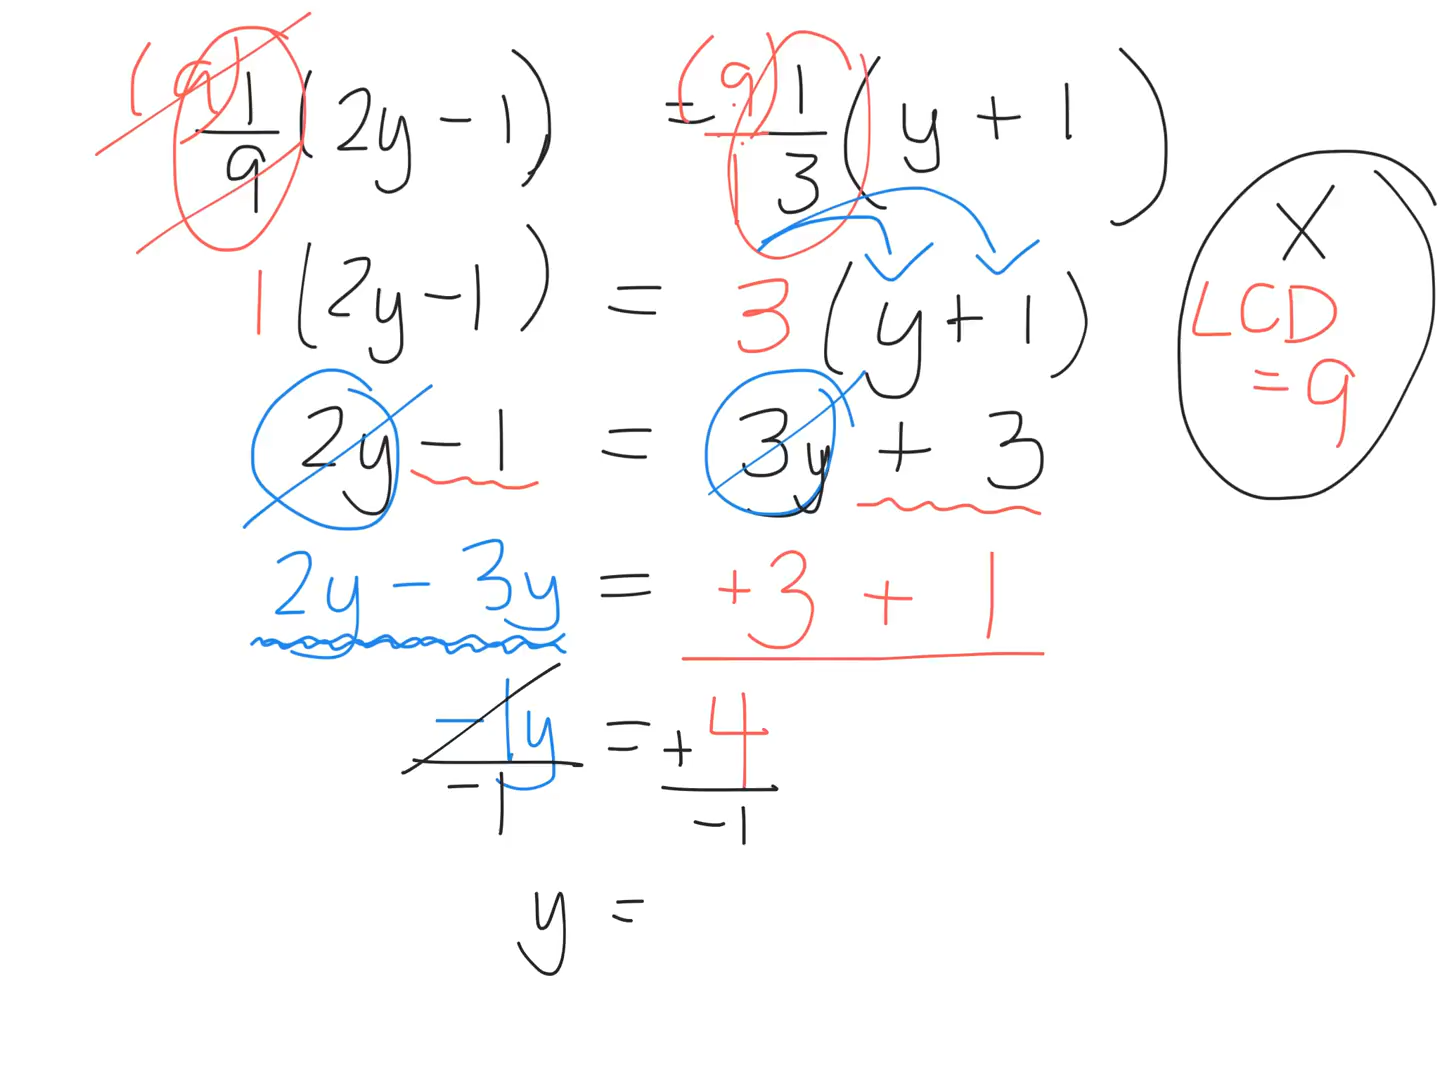 (9) 1/9 (2y - 1) = (9)/1 1/3 (y + 1)
1 (2y - 1) = 3 (y + 1)
X
LCD
= 9
2y - 1 = 3y + 3
2y - 3y = +3 + 1
-1y/-1 = +4/-1
y =